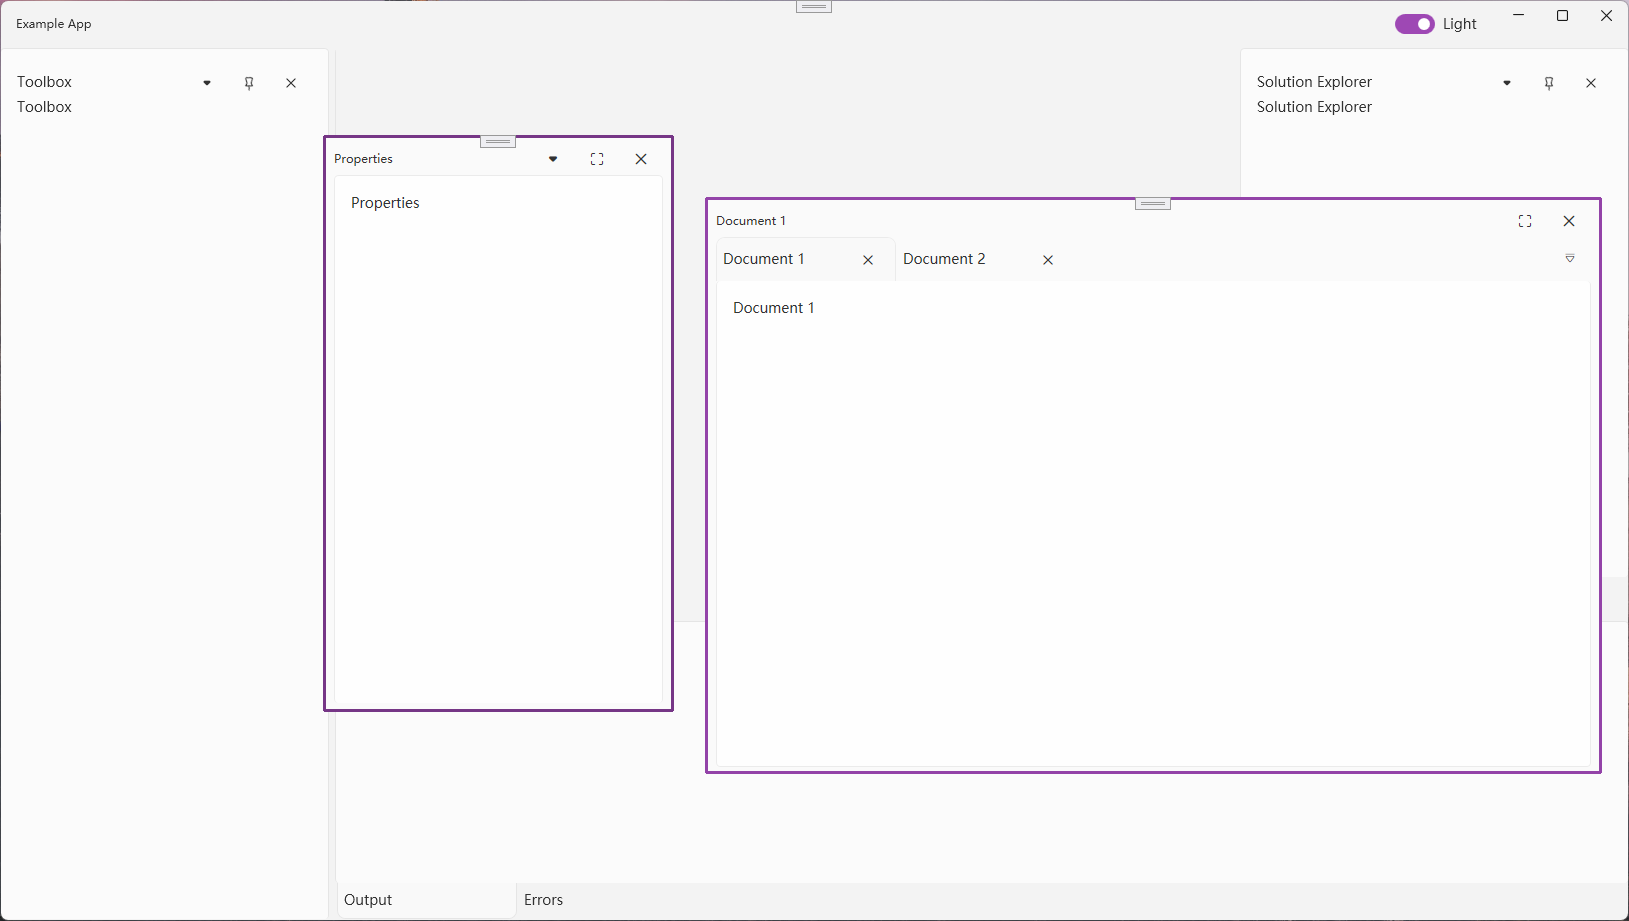 Example App
Light
Toolbox
Toolbox
Solution Explorer
Solution Explorer
Properties
Properties
Document 1
Document 1
Document 2
Document 1
Output
Errors